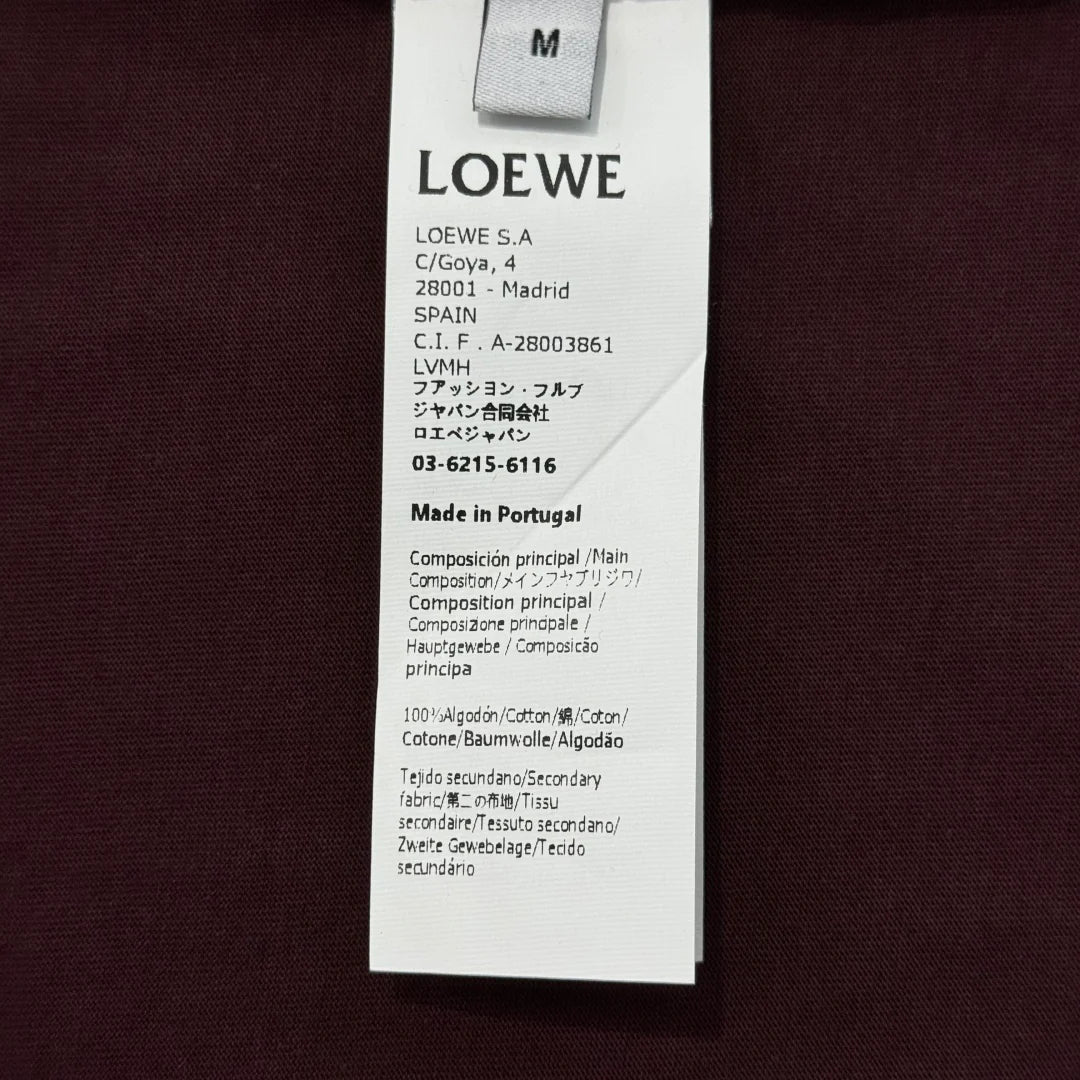 M
LOEWE
LOEWE S.A
C/Goya, 4
28001 - Madrid
SPAIN
C.I. F . A-28003861
LVMH
フアッシヨン・フルブ
ジヤパン合同会社
ロエベジャパン
03-6215-6116
Made in Portugal
Composición principal /Main
Composition/メインフヤブリジワ/
Composition principal /
Composizione principale /
Hauptgewebe / Composicão
principa
100%Algodón/Cotton/綿/Coton/
Cotone/Baumwolle/Algodão
Tejido secundano/Secondary
fabric/第二の布地/Tissu
secondaire/Tessuto secondano/
Zweite Gewebelage/Tecido
secundário